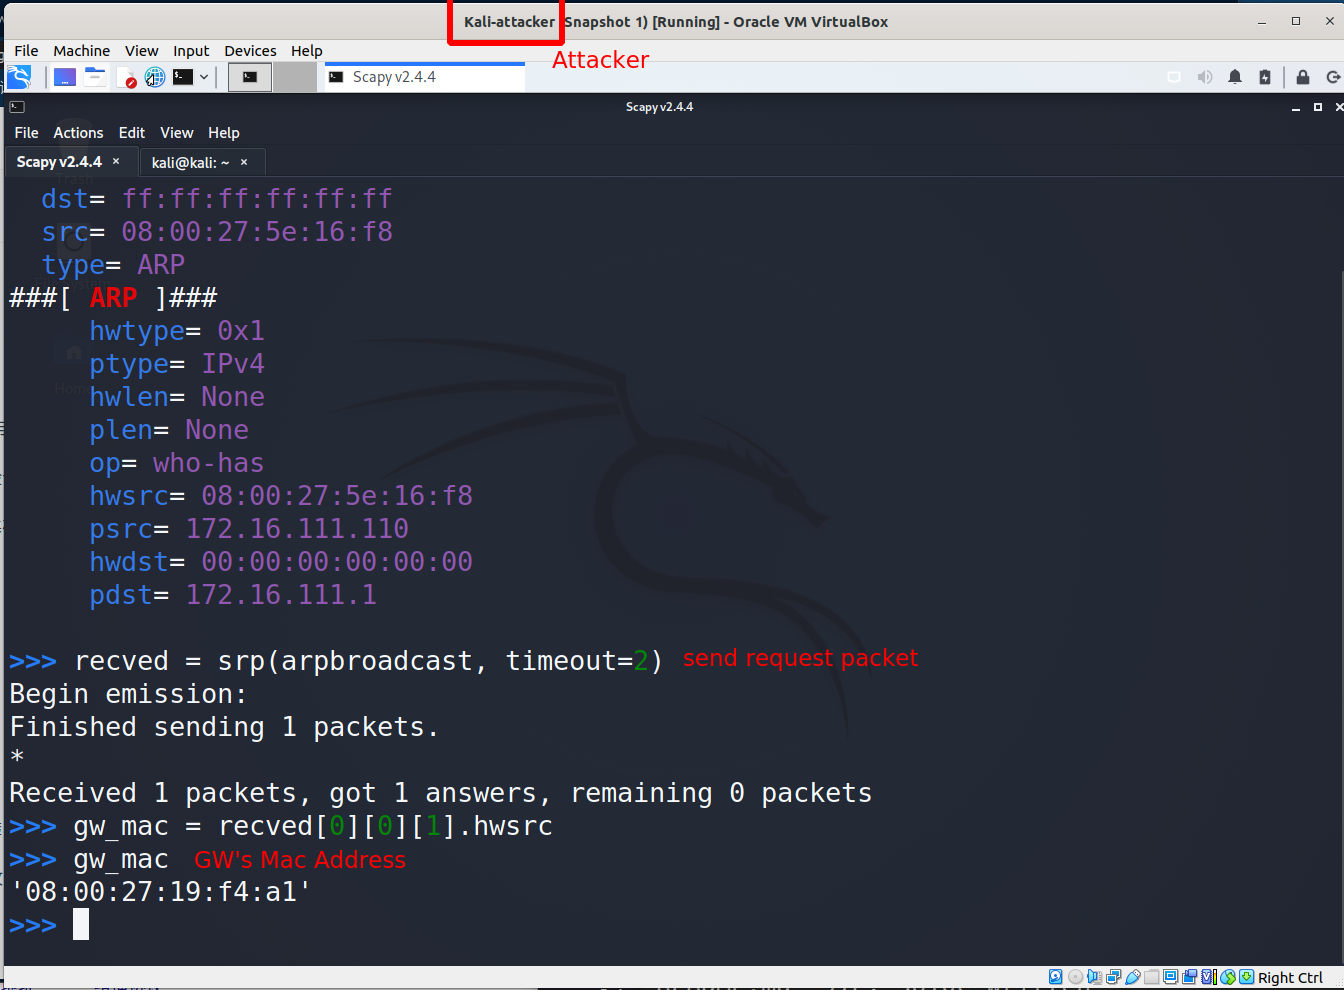 Kali-attacker (Snapshot 1) [Running] - Oracle VM VirtualBox
File Machine View Input Devices Help
Attacker
Scapy v2.4.4
Scapy v2.4.4
File Actions Edit View Help
Scapy v2.4.4 × kali@kali: ~ ×
dst= ff:ff:ff:ff:ff:ff
src= 08:00:27:5e:16:f8
type= ARP
###[ ARP ]###
hwtype= 0x1
ptype= IPv4
hwlen= None
Home
plen= None
op= who-has
hwsrc= 08:00:27:5e:16:f8
psrc= 172.16.111.110
hwdst= 00:00:00:00:00:00
pdst= 172.16.111.1
>>> recved = srp(arpbroadcast, timeout=2) send request packet
Begin emission:
Finished sending 1 packets.
*
Received 1 packets, got 1 answers, remaining 0 packets
>>> gw_mac = recved[0][0][1].hwsrc
>>> gw_mac GW's Mac Address
'08:00:27:19:f4:a1'
>>>
Right Ctrl